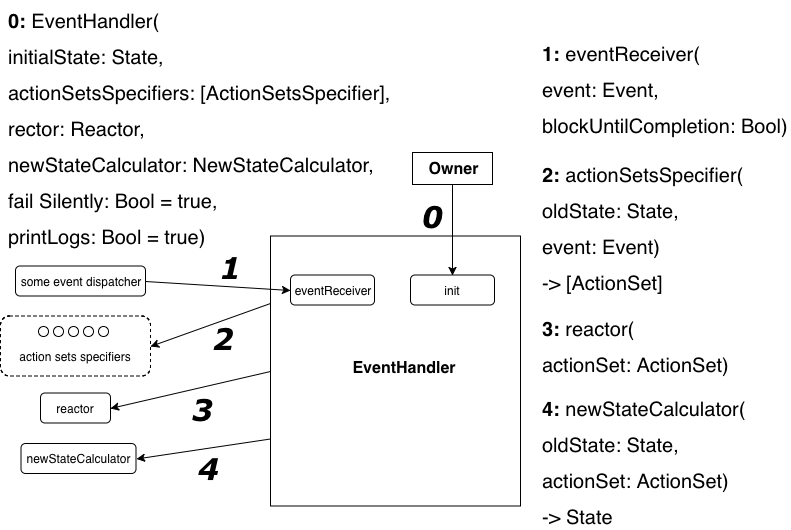 0: EventHandler(
initialState: State,
actionSetsSpecifiers: [ActionSetsSpecifier],
rector: Reactor,
newStateCalculator: NewStateCalculator,
fail Silently: Bool = true,
printLogs: Bool = true)
Owner
0
1
some event dispatcher
eventReceiver
init
2
action sets specifiers
EventHandler
3
reactor
4
newStateCalculator
1: eventReceiver(
event: Event,
blockUntilCompletion: Bool)
2: actionSetsSpecifier(
oldState: State,
event: Event)
-> [ActionSet]
3: reactor(
actionSet: ActionSet)
4: newStateCalculator(
oldState: State,
actionSet: ActionSet)
-> State